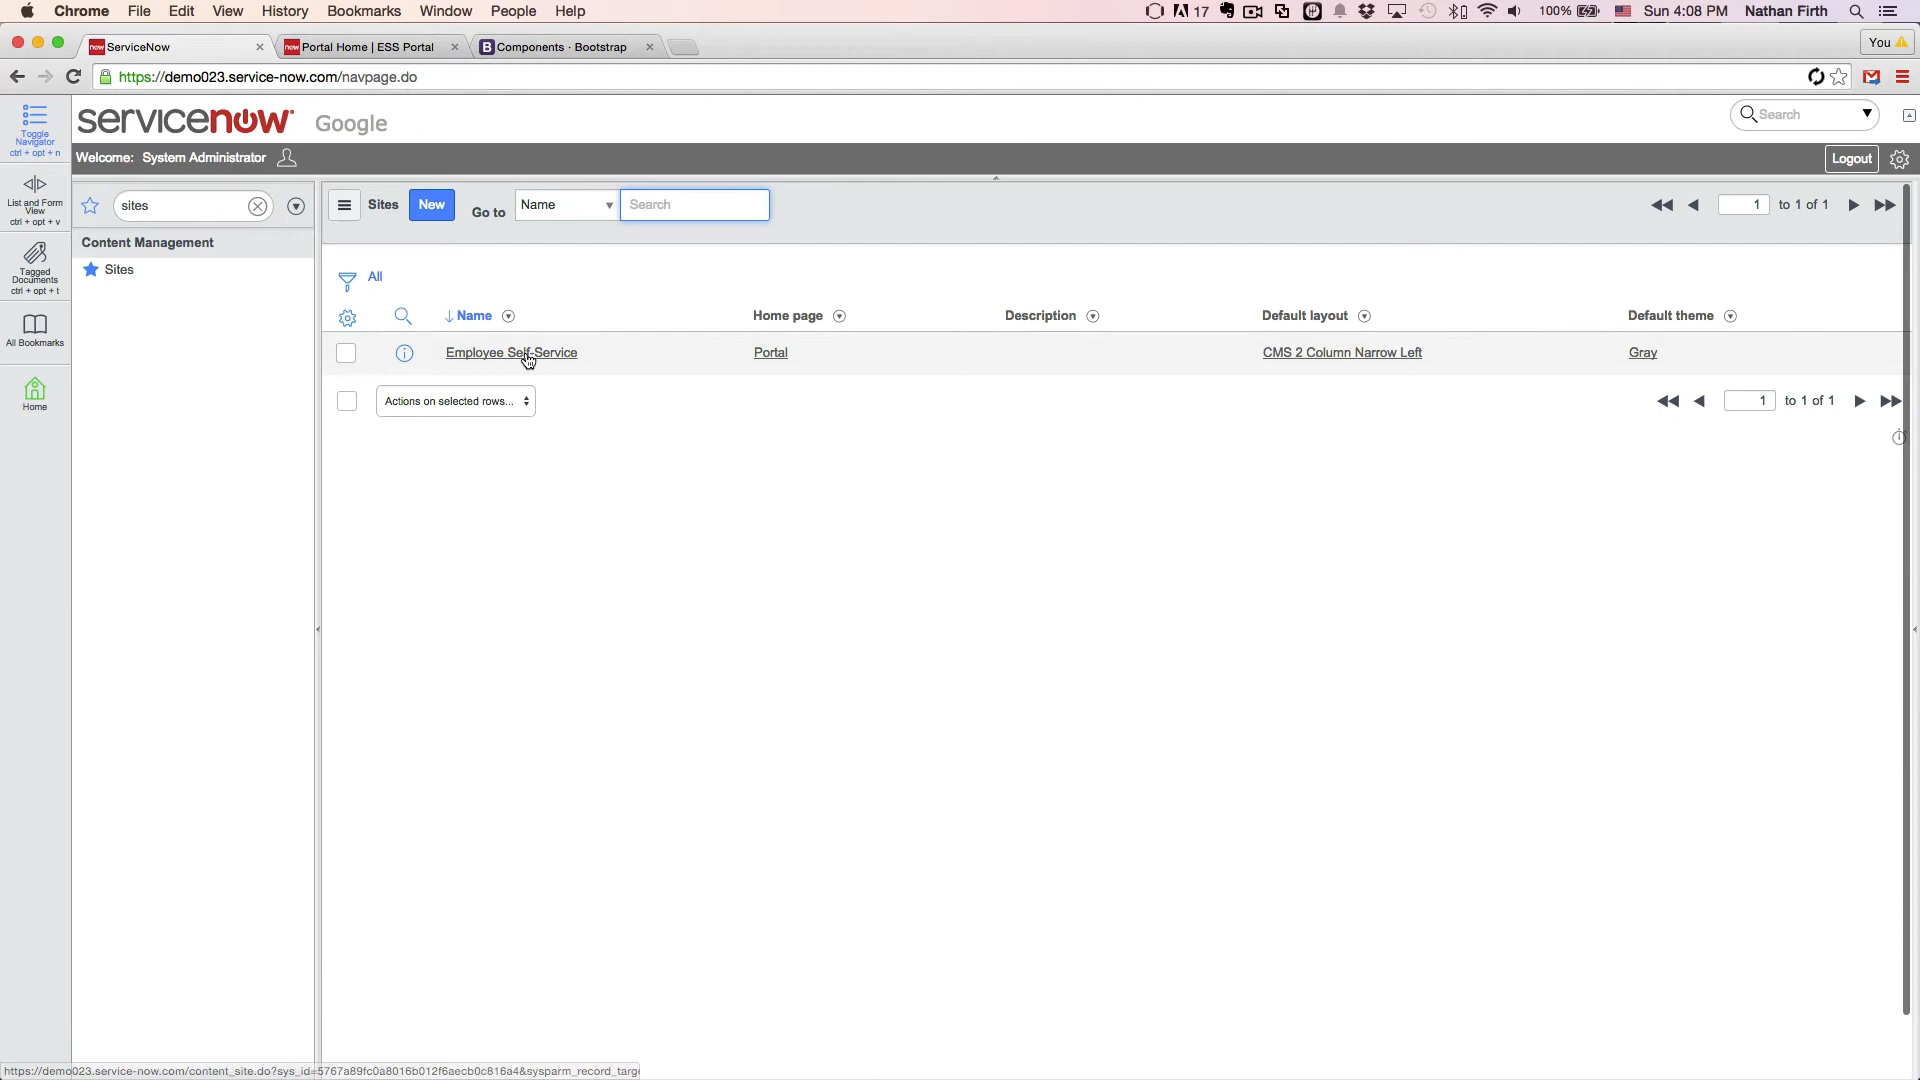 Chrome File Edit View History Bookmarks Window People Help 17 100% Sun 4:08 PM Nathan Firth
ServiceNow Portal Home | ESS Portal Components · Bootstrap You
https://demo023.service-now.com/navpage.do
Toggle
Navigator
ctrl + opt + n
List and Form
View
ctrl + opt + v
Tagged
Documents
ctrl + opt + t
All Bookmarks
Home
servicenow Google
Search
Welcome: System Administrator
Logout
sites
Content Management
Sites
Sites New Go to Name Search
1 to 1 of 1
All
Name Home page Description Default layout Default theme
Employee Self-Service Portal CMS 2 Column Narrow Left Gray
Actions on selected rows...
1 to 1 of 1
https://demo023.service-now.com/content_site.do?sys_id=5767a89fc0a8016b012f6aecb0c816a4&sysparm_record_targe